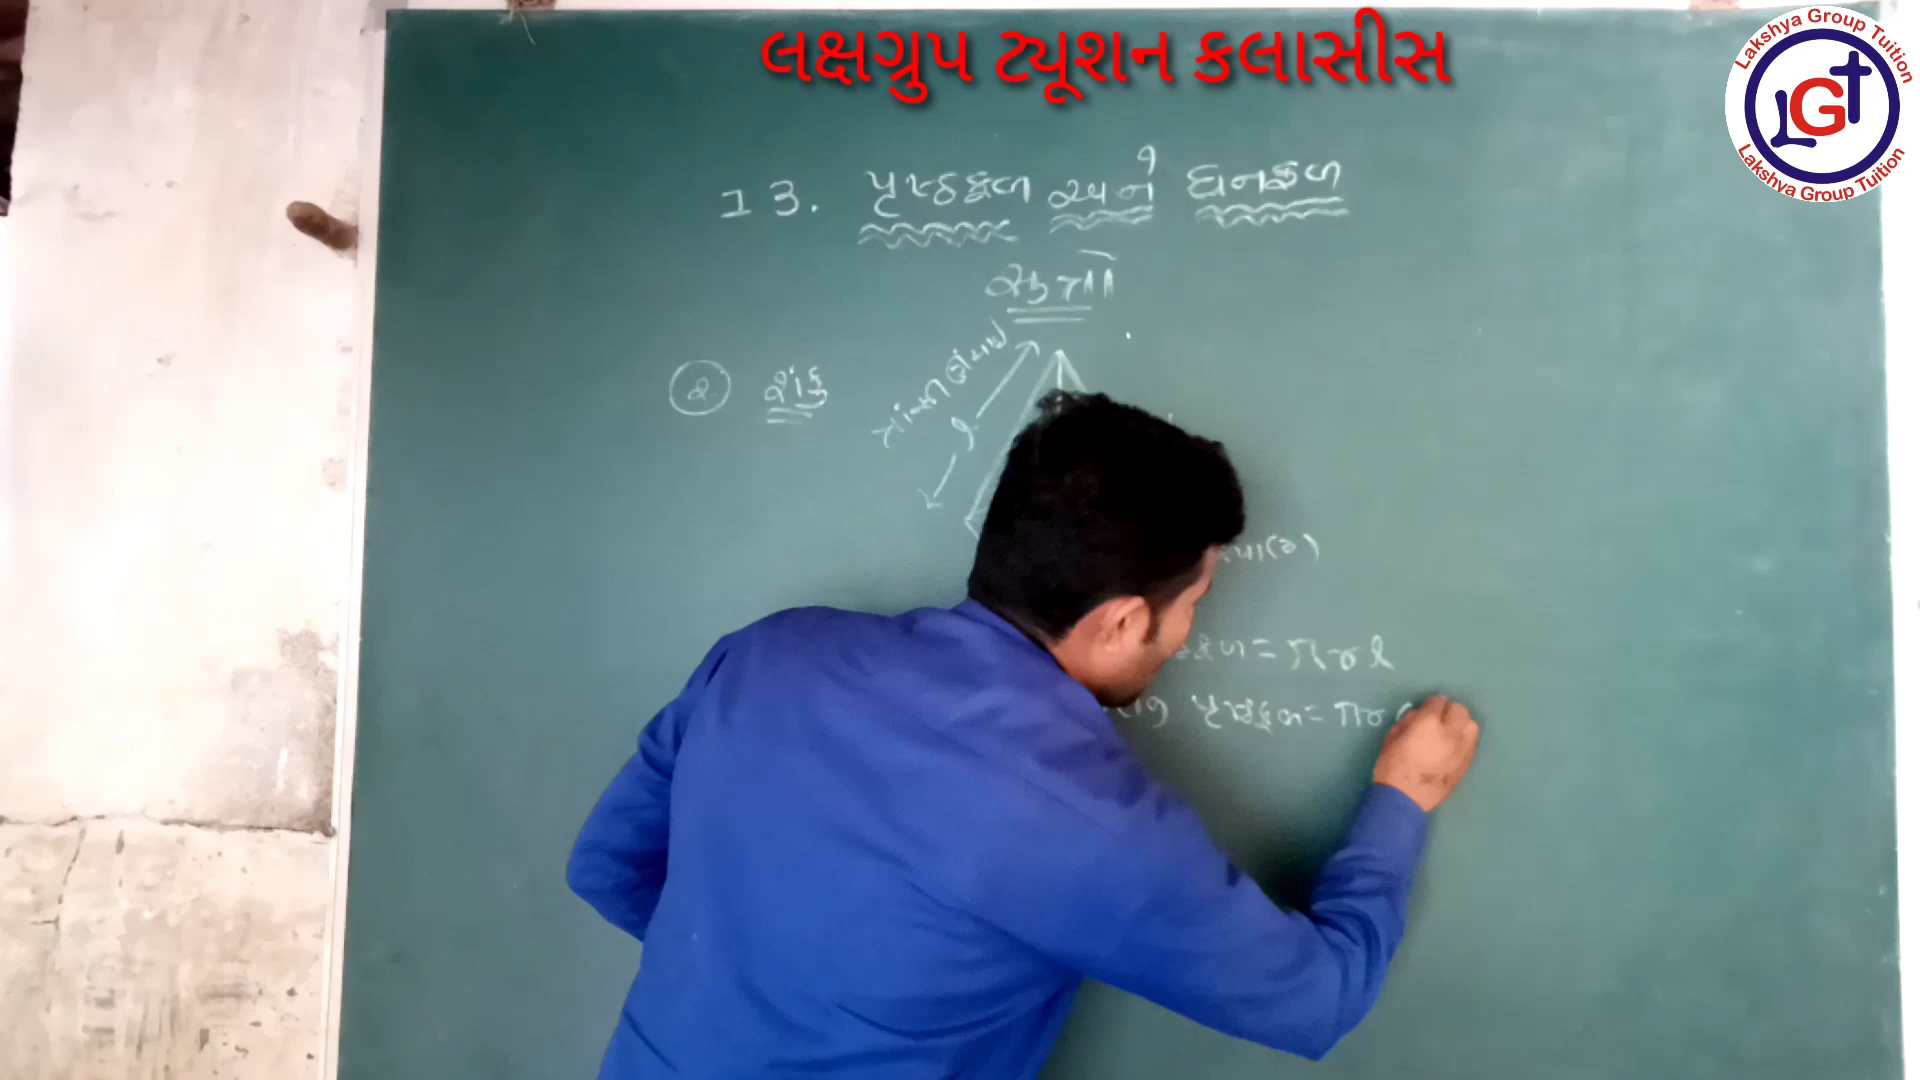 લક્ષગ્રુપ ટ્યૂશન કલાસીસ
Lakshya Group Tuition
LGT
Lakshya Group Tuition
13. પૃષ્ઠફળ અને ઘનફળ
સૂત્રો
2. શંકુ
ત્રાંસી ઊંચાઈ
l
ફળ = πrl
પૃષ્ઠફળ = πr